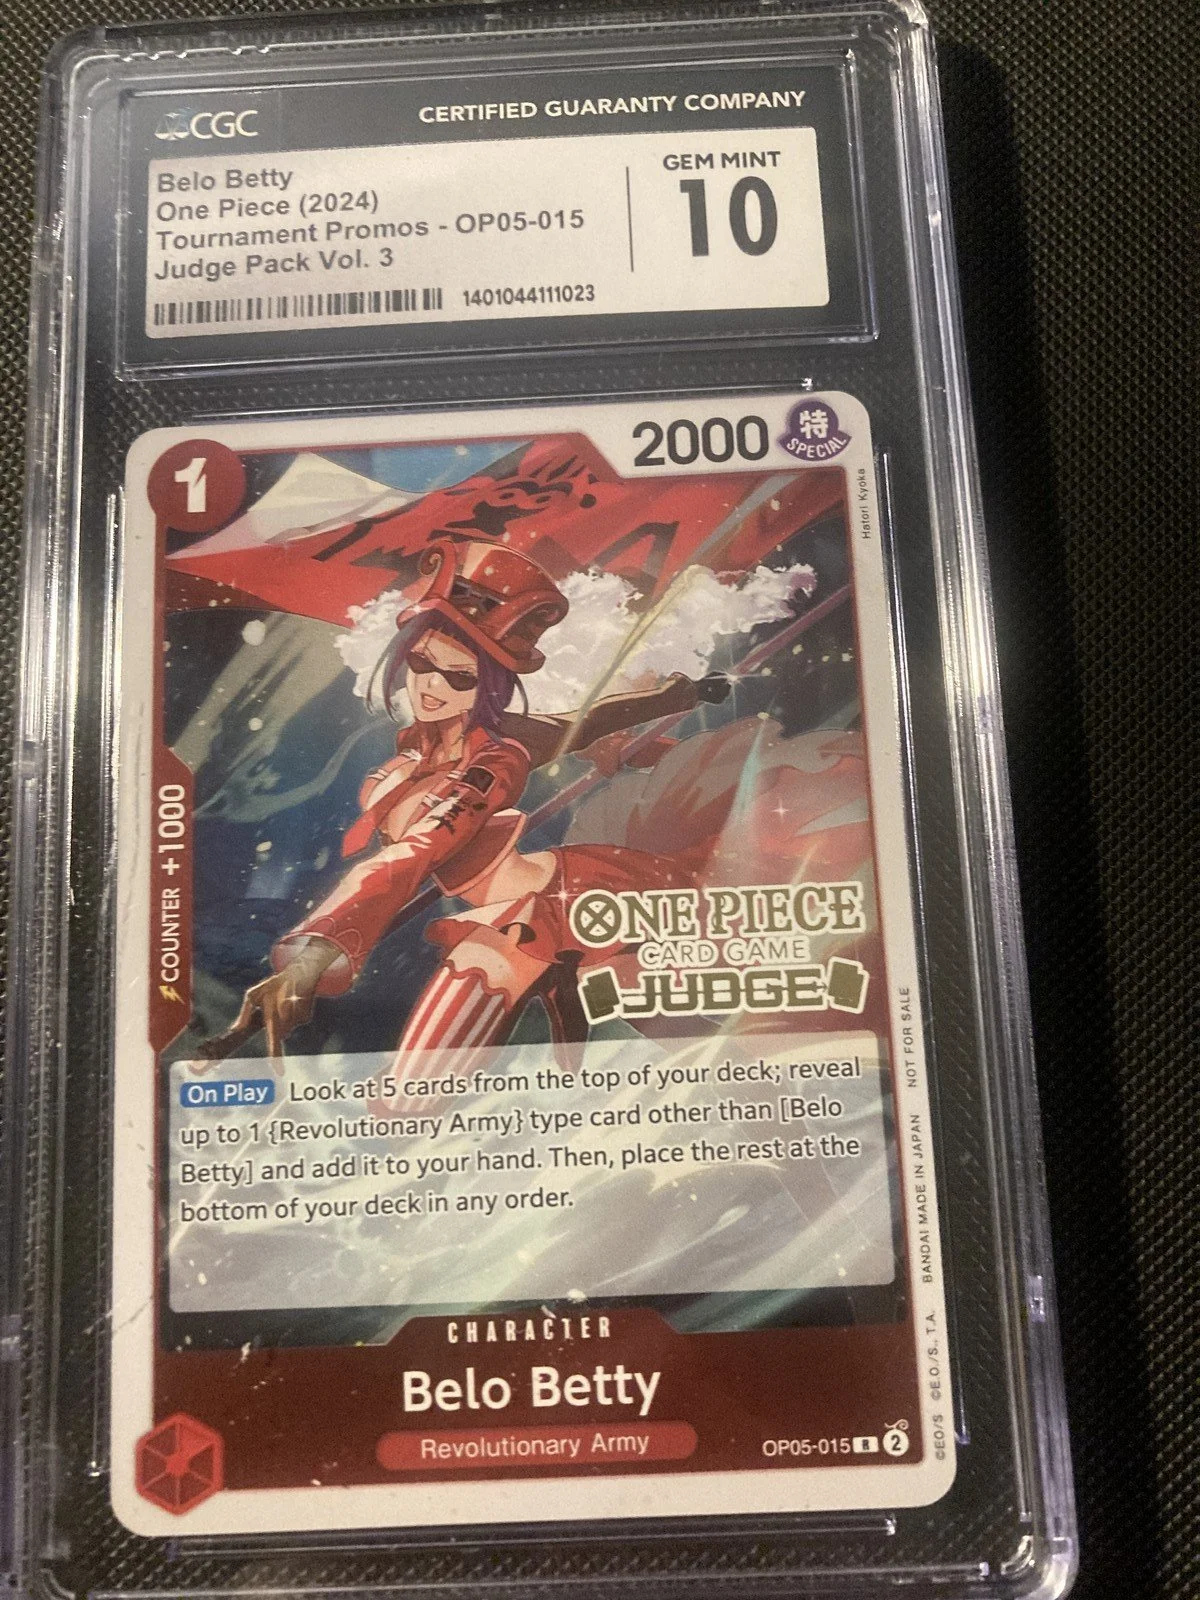 CGC
CERTIFIED GUARANTY COMPANY
Belo Betty
One Piece (2024)
Tournament Promos - OP05-015
Judge Pack Vol. 3
1401044111023
GEM MINT
10
1
2000
特
SPECIAL
Hatori Kyoka
COUNTER +1000
ONE PIECE
CARD GAME
JUDGE
On Play Look at 5 cards from the top of your deck; reveal
up to 1 {Revolutionary Army} type card other than [Belo
Betty] and add it to your hand. Then, place the rest at the
bottom of your deck in any order.
CHARACTER
Belo Betty
Revolutionary Army
OP05-015 R 2
©EO/S ©E.O./S., T.A. BANDAI MADE IN JAPAN NOT FOR SALE